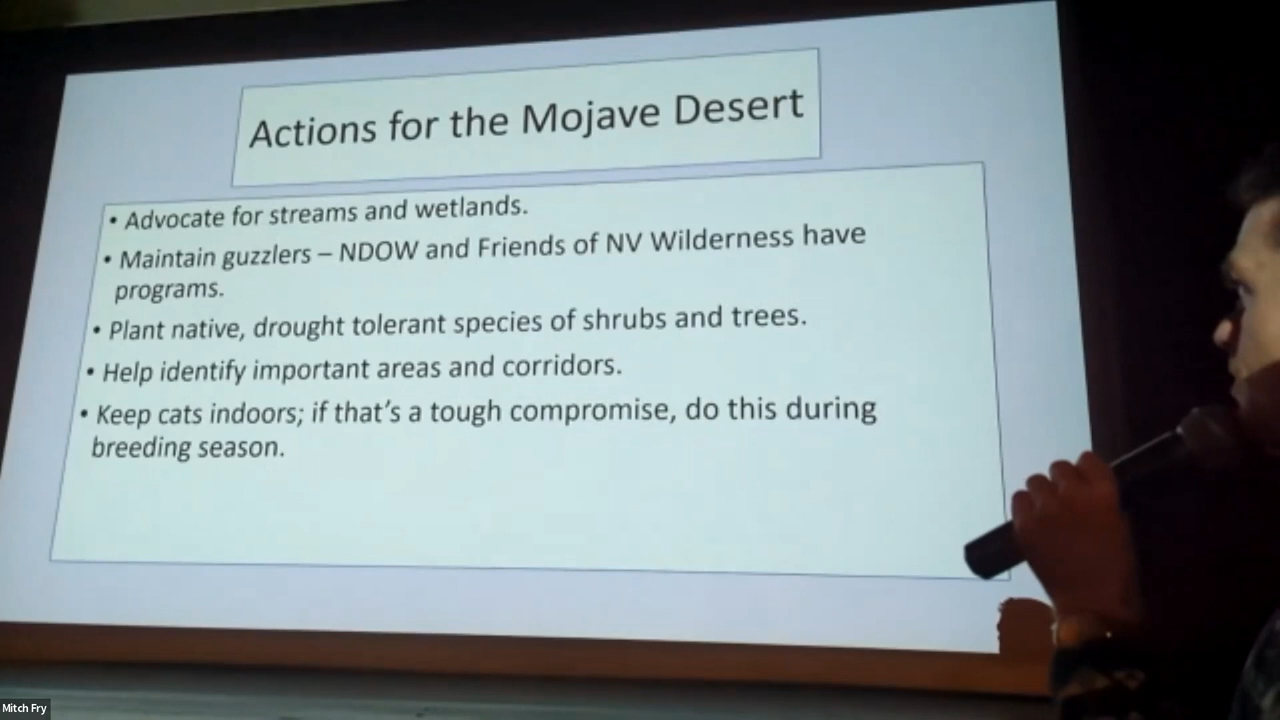 Actions for the Mojave Desert
• Advocate for streams and wetlands.
• Maintain guzzlers – NDOW and Friends of NV Wilderness have
programs.
• Plant native, drought tolerant species of shrubs and trees.
• Help identify important areas and corridors.
• Keep cats indoors; if that's a tough compromise, do this during
breeding season.
Mitch Fry